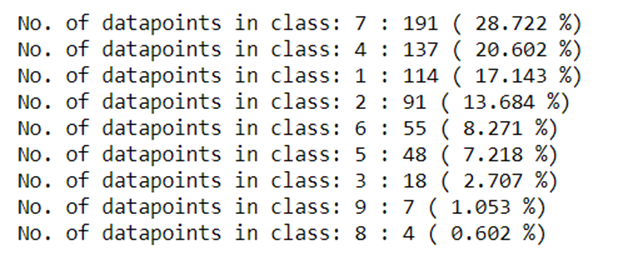 No. of datapoints in class: 7 : 191 ( 28.722 %)
No. of datapoints in class: 4 : 137 ( 20.602 %)
No. of datapoints in class: 1 : 114 ( 17.143 %)
No. of datapoints in class: 2 : 91 ( 13.684 %)
No. of datapoints in class: 6 : 55 ( 8.271 %)
No. of datapoints in class: 5 : 48 ( 7.218 %)
No. of datapoints in class: 3 : 18 ( 2.707 %)
No. of datapoints in class: 9 : 7 ( 1.053 %)
No. of datapoints in class: 8 : 4 ( 0.602 %)